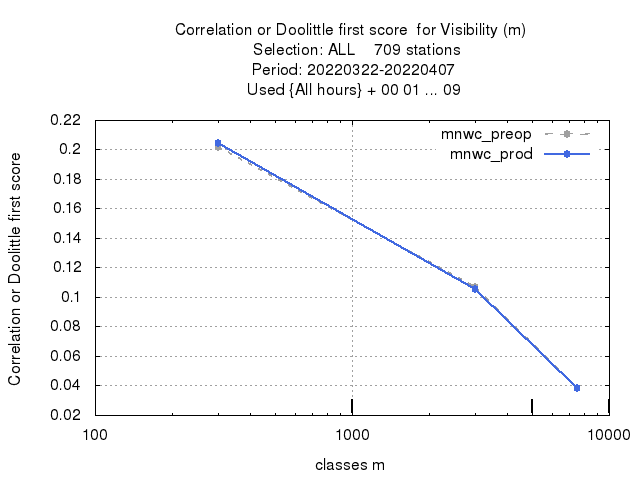 Correlation or Doolittle first score  for Visibility (m)
Selection: ALL    709 stations
Period: 20220322-20220407
Used {All hours} + 00 01 ... 09
mnwc_preop
mnwc_prod
Correlation or Doolittle first score
0.22
0.2
0.18
0.16
0.14
0.12
0.1
0.08
0.06
0.04
0.02
100
1000
10000
classes m